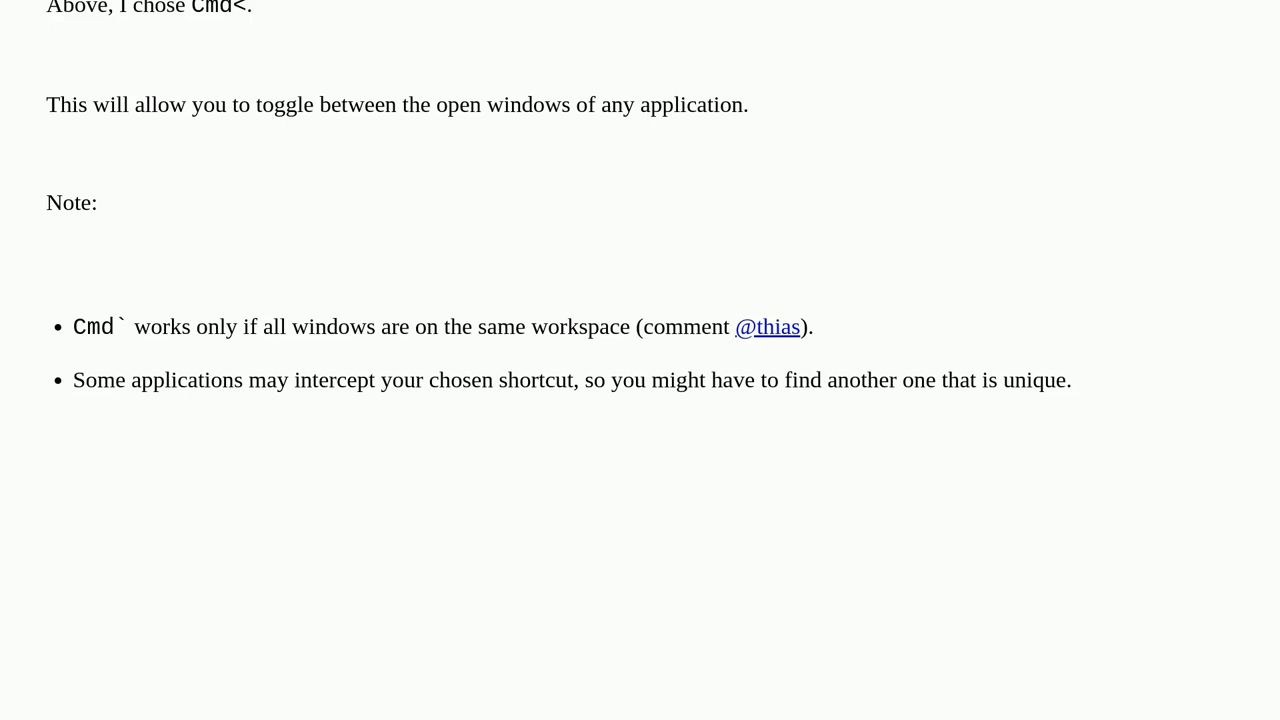 Above, I chose Cmd<.
This will allow you to toggle between the open windows of any application.
Note:
• Cmd` works only if all windows are on the same workspace (comment @thias).
• Some applications may intercept your chosen shortcut, so you might have to find another one that is unique.